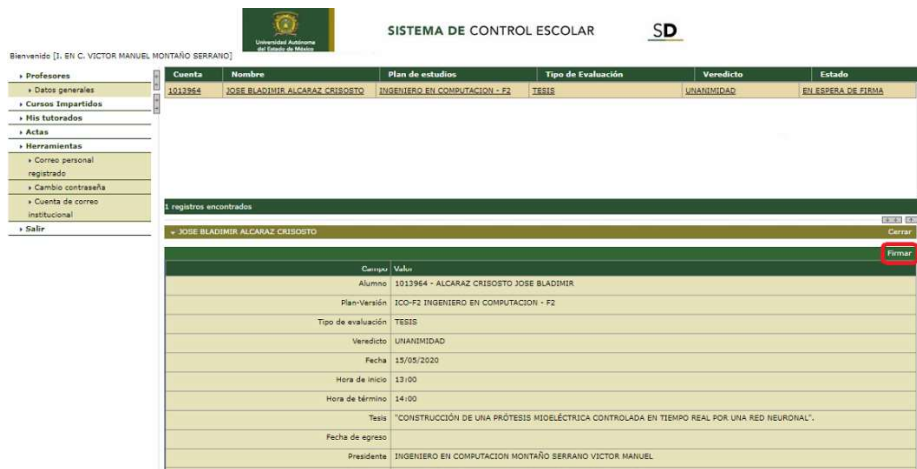 Universidad Autónoma
del Estado de México
SISTEMA DE CONTROL ESCOLAR
SD
Bienvenido [I. EN C. VICTOR MANUEL MONTAÑO SERRANO]
Profesores
Datos generales
Cursos Impartidos
Mis tutorados
Actas
Herramientas
Correo personal
registrado
Cambio contraseña
Cuenta de correo
institucional
Salir
Cuenta Nombre Plan de estudios Tipo de Evaluación Veredicto Estado
1013964 JOSE BLADIMIR ALCARAZ CRISOSTO INGENIERO EN COMPUTACION - F2 TESIS UNANIMIDAD EN ESPERA DE FIRMA
1 registros encontrados
JOSE BLADIMIR ALCARAZ CRISOSTO Cerrar
Firmar
Campo Valor
Alumno 1013964 - ALCARAZ CRISOSTO JOSE BLADIMIR
Plan-Versión ICO-F2 INGENIERO EN COMPUTACION - F2
Tipo de evaluación TESIS
Veredicto UNANIMIDAD
Fecha 15/05/2020
Hora de inicio 13:00
Hora de término 14:00
Tesis "CONSTRUCCIÓN DE UNA PRÓTESIS MIOELÉCTRICA CONTROLADA EN TIEMPO REAL POR UNA RED NEURONAL".
Fecha de egreso
Presidente INGENIERO EN COMPUTACION MONTAÑO SERRANO VICTOR MANUEL